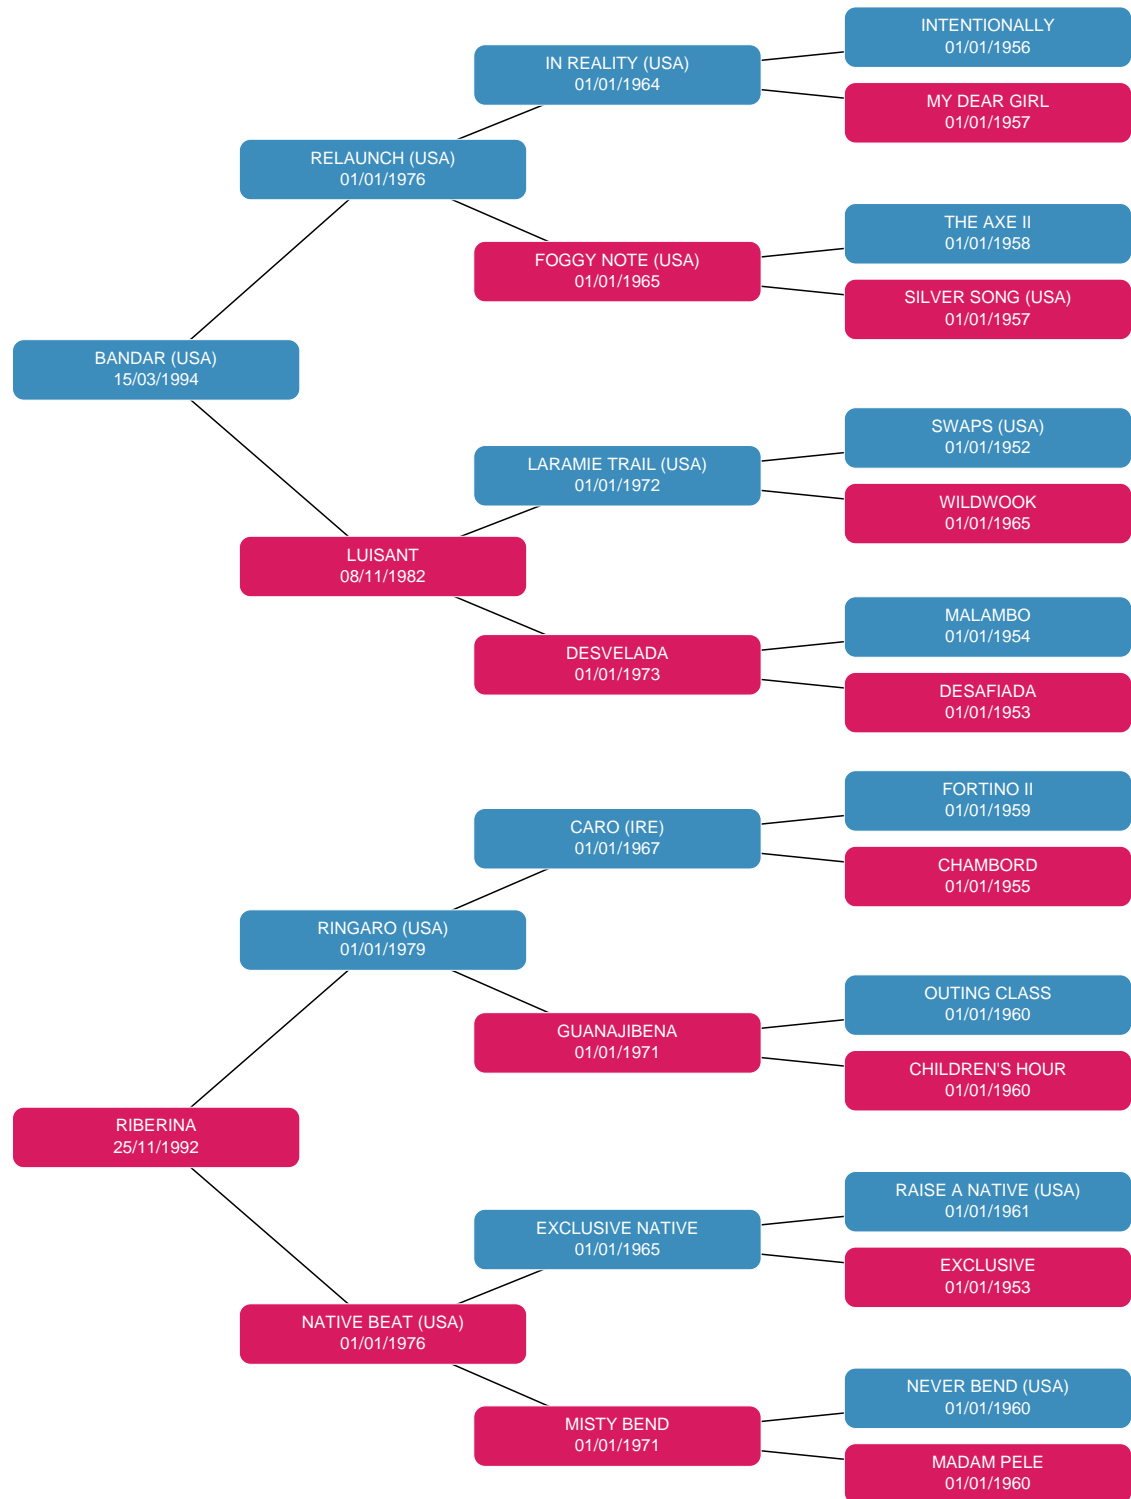 INTENTIONALLY
01/01/1956
IN REALITY (USA)
01/01/1964
MY DEAR GIRL
01/01/1957
RELAUNCH (USA)
01/01/1976
THE AXE II
01/01/1958
FOGGY NOTE (USA)
01/01/1965
SILVER SONG (USA)
01/01/1957
BANDAR (USA)
15/03/1994
SWAPS (USA)
01/01/1952
LARAMIE TRAIL (USA)
01/01/1972
WILDWOOK
01/01/1965
LUISANT
08/11/1982
MALAMBO
01/01/1954
DESVELADA
01/01/1973
DESAFIADA
01/01/1953
FORTINO II
01/01/1959
CARO (IRE)
01/01/1967
CHAMBORD
01/01/1955
RINGARO (USA)
01/01/1979
OUTING CLASS
01/01/1960
GUANAJIBENA
01/01/1971
CHILDREN'S HOUR
01/01/1960
RIBERINA
25/11/1992
RAISE A NATIVE (USA)
01/01/1961
EXCLUSIVE NATIVE
01/01/1965
EXCLUSIVE
01/01/1953
NATIVE BEAT (USA)
01/01/1976
NEVER BEND (USA)
01/01/1960
MISTY BEND
01/01/1971
MADAM PELE
01/01/1960